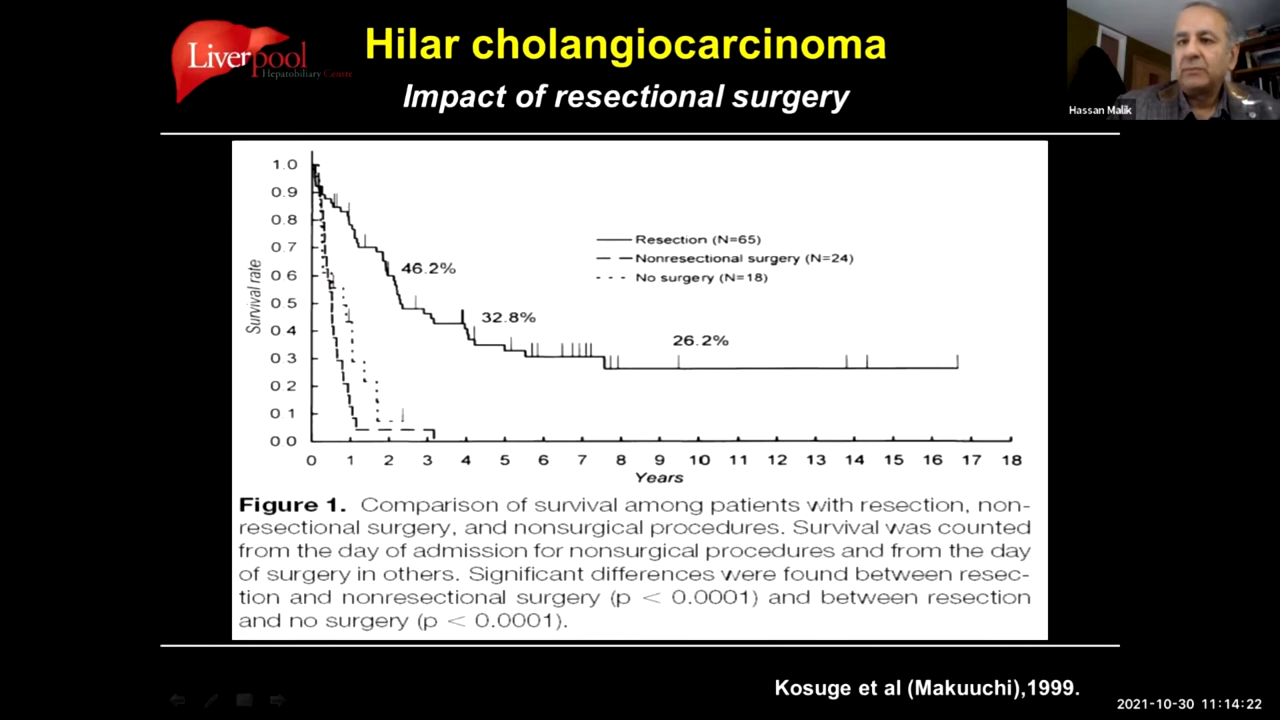 Liverpool
Hepatobiliary Centre
Hilar cholangiocarcinoma
Impact of resectional surgery
Hassan Malik
1.0
0.9
0.8
0.7
0 6
0 5
0 4
0 3
0 2
0 1
0 0
Survival rate
Resection (N=65)
Nonresectional surgery (N=24)
No surgery (N=18)
46.2%
32.8%
26.2%
0 1 2 3 4 5 6 7 8 9 10 11 12 13 14 15 16 17 18
Years
Figure 1. Comparison of survival among patients with resection, non-
resectional surgery, and nonsurgical procedures. Survival was counted
from the day of admission for nonsurgical procedures and from the day
of surgery in others. Significant differences were found between resec-
tion and nonresectional surgery (p < 0.0001) and between resection
and no surgery (p < 0.0001).
Kosuge et al (Makuuchi),1999.
2021-10-30 11:14:22